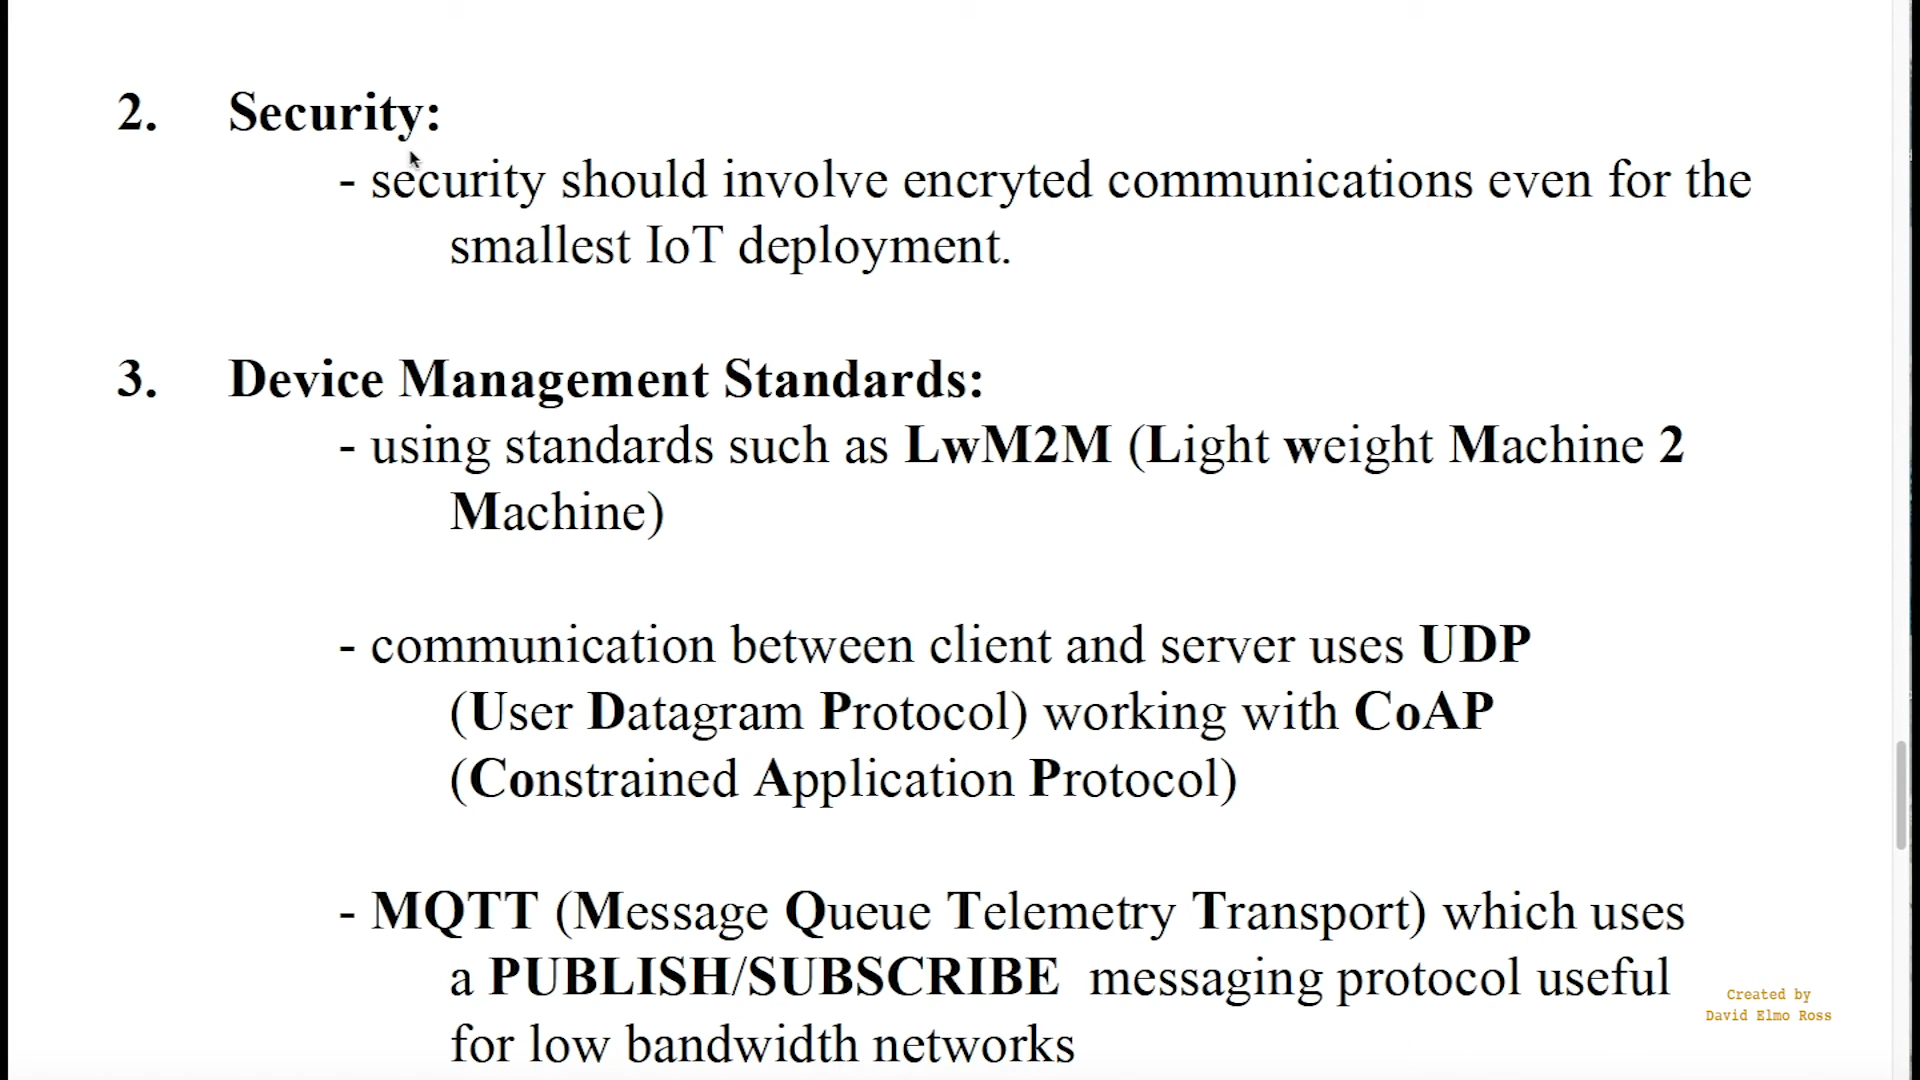 2. Security:
- security should involve encryted communications even for the
smallest IoT deployment.
3. Device Management Standards:
- using standards such as LwM2M (Light weight Machine 2
Machine)
- communication between client and server uses UDP
(User Datagram Protocol) working with CoAP
(Constrained Application Protocol)
- MQTT (Message Queue Telemetry Transport) which uses
a PUBLISH/SUBSCRIBE messaging protocol useful
for low bandwidth networks
Created by
David Elmo Ross